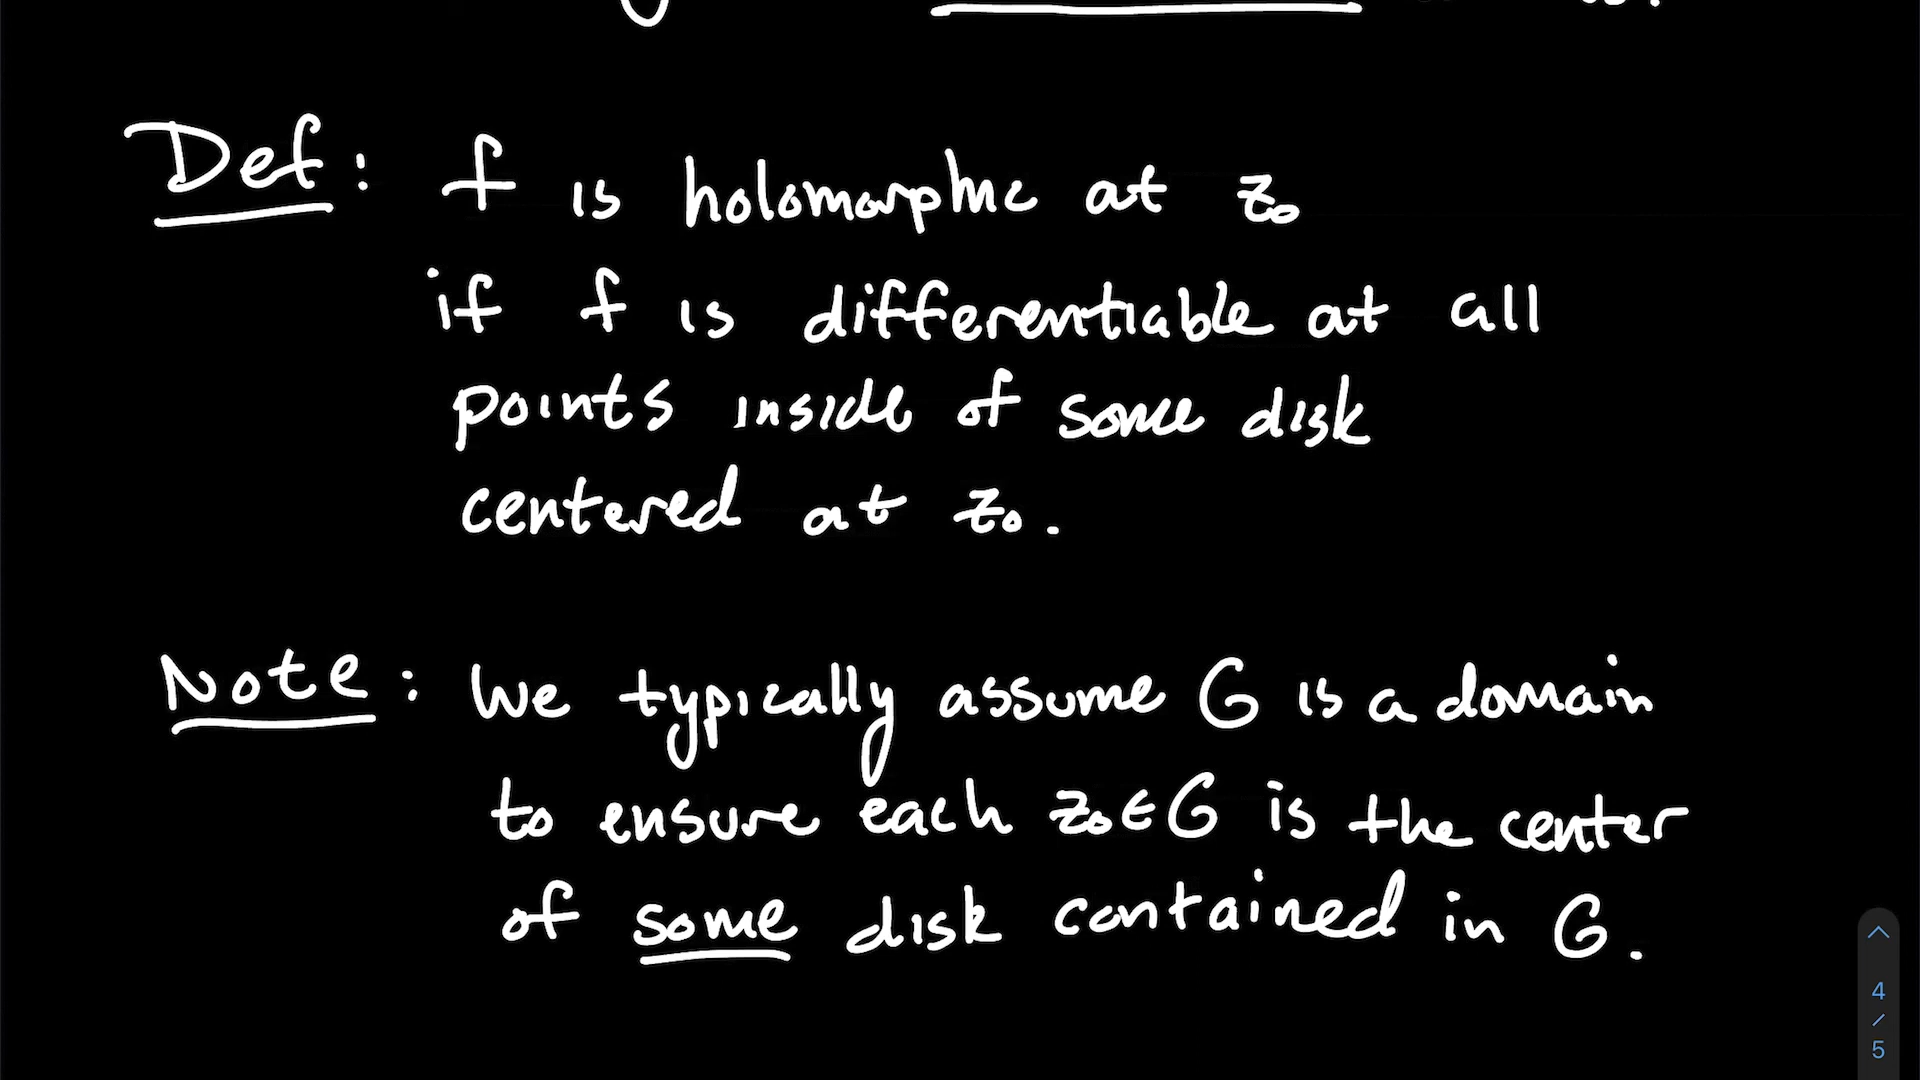 Def: f is holomorphic at z₀
if f is differentiable at all
points inside of some disk
centered at z₀.
Note: We typically assume G is a domain
to ensure each z₀∈G is the center
of some disk contained in G.
4
/
5